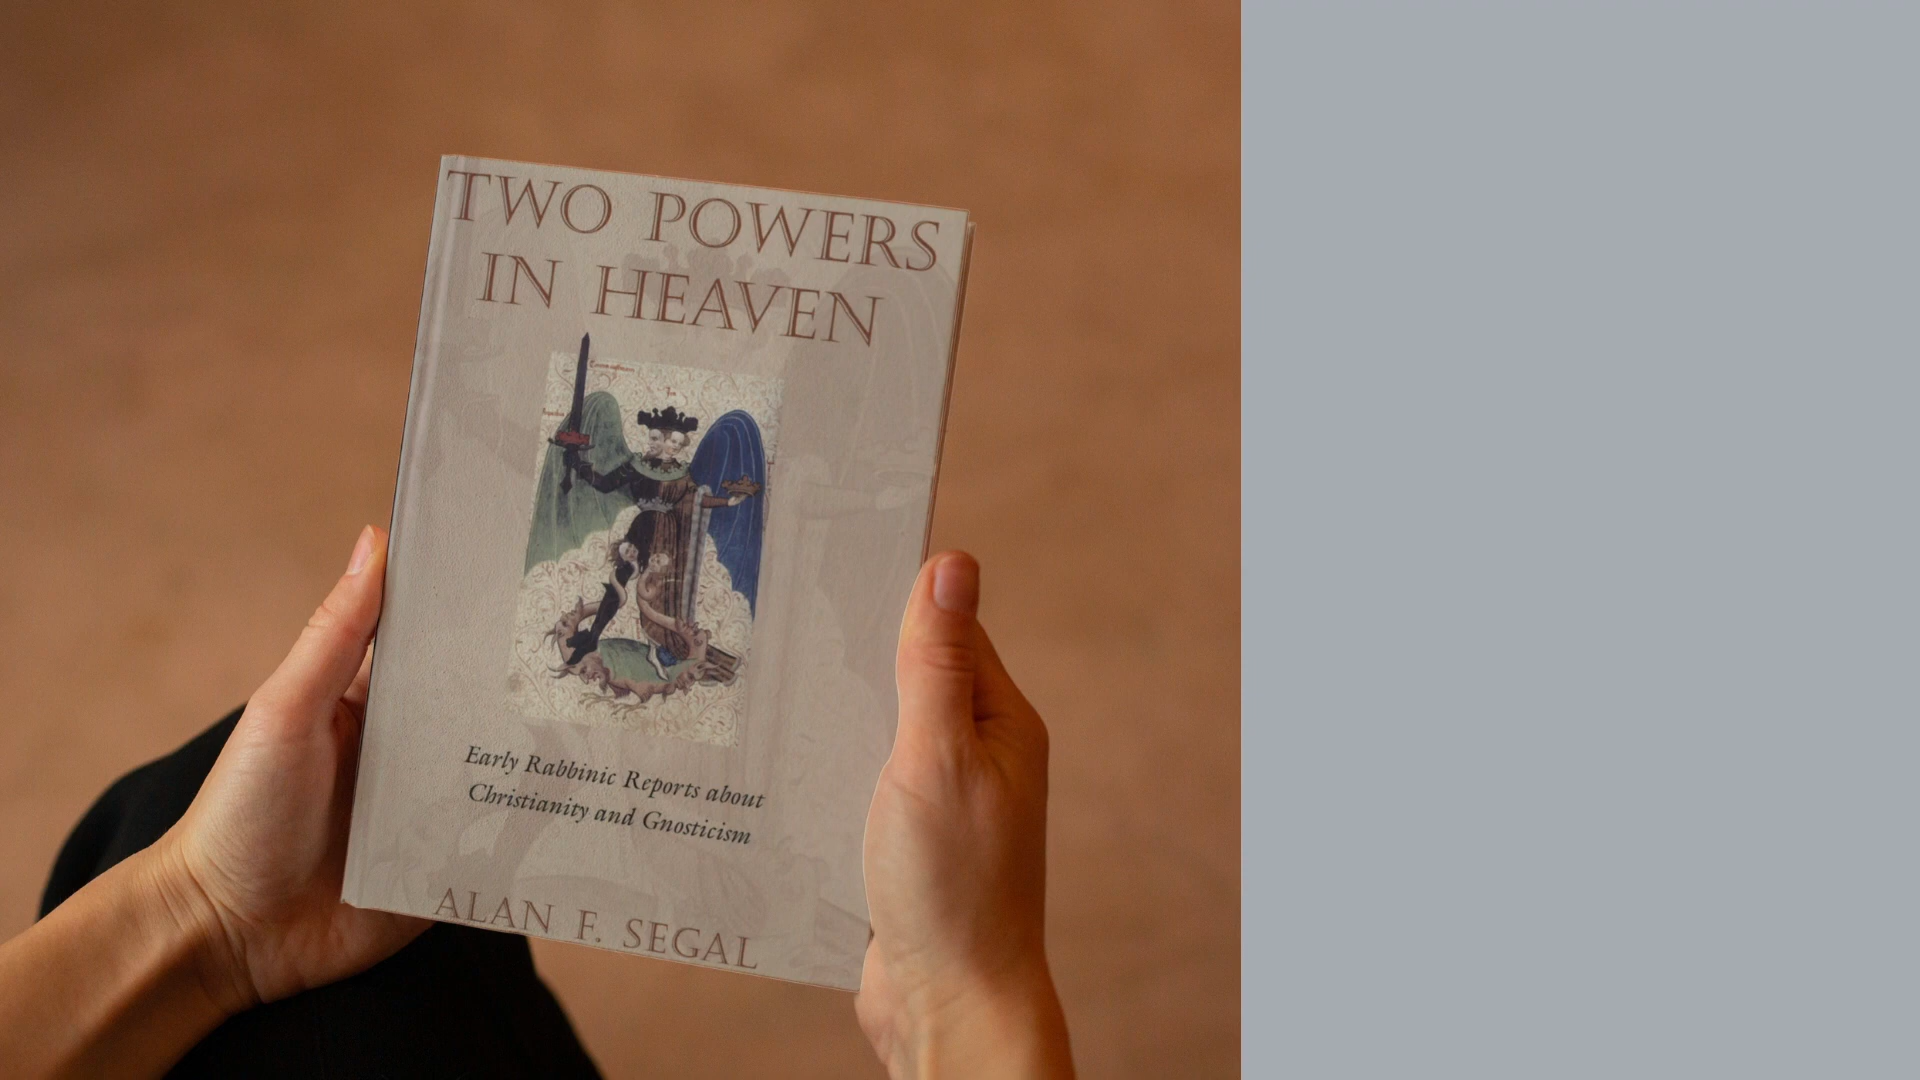 TWO POWERS
IN HEAVEN
Early Rabbinic Reports about
Christianity and Gnosticism
ALAN F. SEGAL